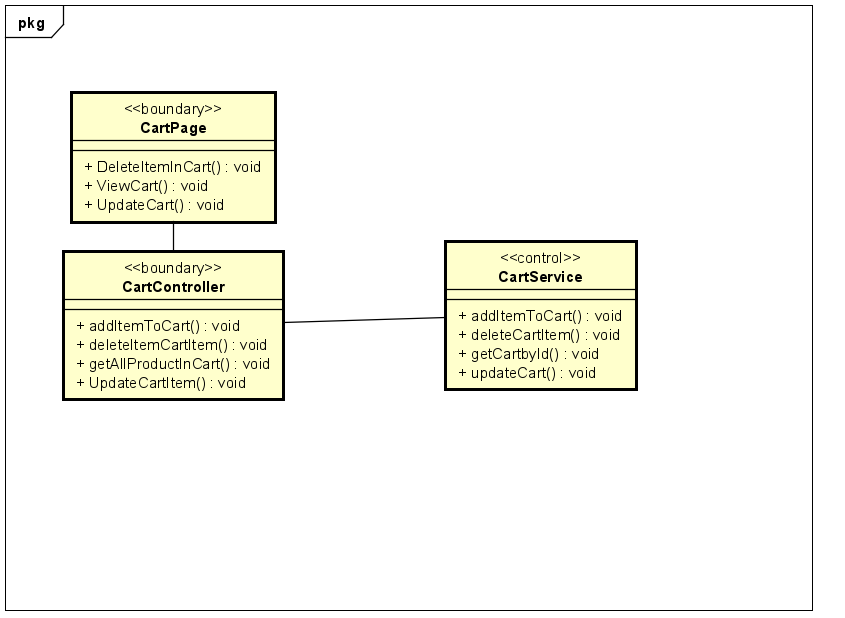 pkg
<<boundary>>
CartPage
+ DeleteItemInCart() : void
+ ViewCart() : void
+ UpdateCart() : void
<<boundary>>
CartController
+ addItemToCart() : void
+ deleteItemCartItem() : void
+ getAllProductInCart() : void
+ UpdateCartItem() : void
<<control>>
CartService
+ addItemToCart() : void
+ deleteCartItem() : void
+ getCartbyId() : void
+ updateCart() : void